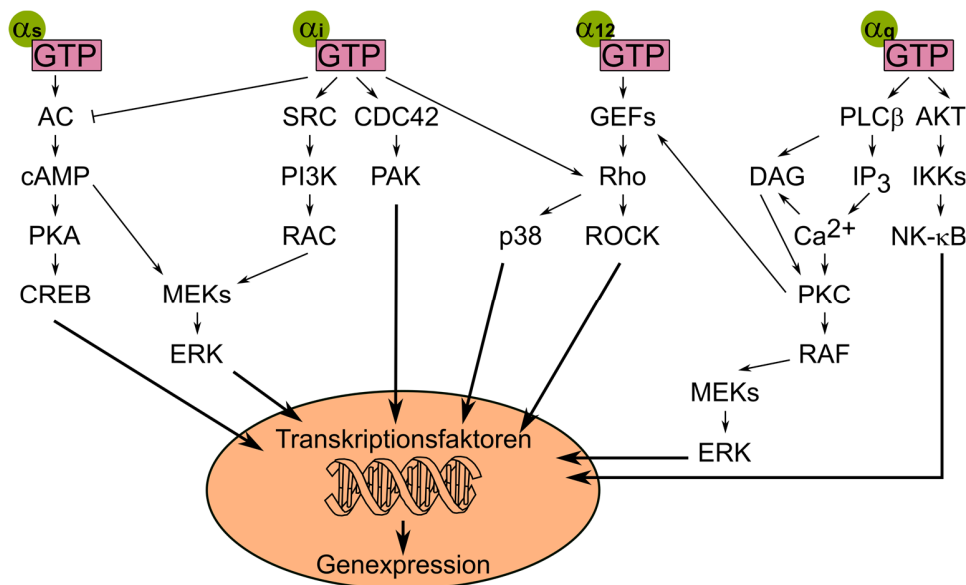 αs αi α12 αq
GTP GTP GTP GTP
AC SRC CDC42 GEFs PLCβ AKT
cAMP PI3K PAK Rho DAG IP3 IKKs
PKA RAC p38 ROCK Ca2+ NK-κB
CREB MEKs PKC
ERK RAF
MEKs
Transkriptionsfaktoren ERK
Genexpression